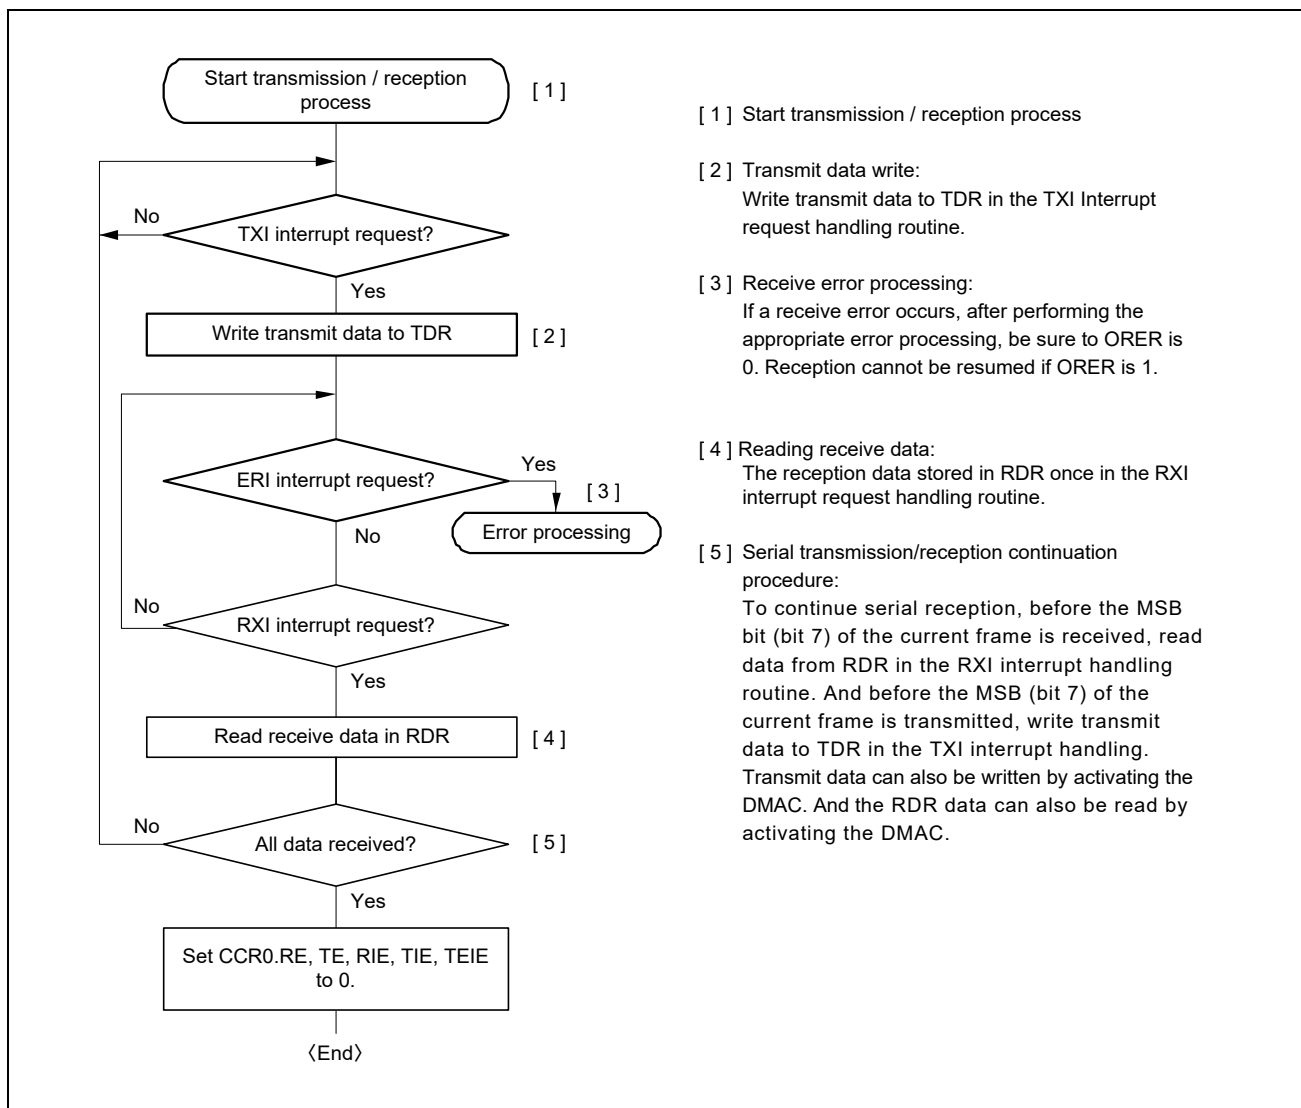 Start transmission / reception
process
[ 1 ]
No
TXI interrupt request?
Yes
Write transmit data to TDR
[ 2 ]
ERI interrupt request?
Yes
[ 3 ]
Error processing
No
No
RXI interrupt request?
Yes
Read receive data in RDR
[ 4 ]
No
All data received?
[ 5 ]
Yes
Set CCR0.RE, TE, RIE, TIE, TEIE
to 0.
〈End〉
[ 1 ] Start transmission / reception process
[ 2 ] Transmit data write:
Write transmit data to TDR in the TXI Interrupt
request handling routine.
[ 3 ] Receive error processing:
If a receive error occurs, after performing the
appropriate error processing, be sure to ORER is
0. Reception cannot be resumed if ORER is 1.
[ 4 ] Reading receive data:
The reception data stored in RDR once in the RXI
interrupt request handling routine.
[ 5 ] Serial transmission/reception continuation
procedure:
To continue serial reception, before the MSB
bit (bit 7) of the current frame is received, read
data from RDR in the RXI interrupt handling
routine. And before the MSB (bit 7) of the
current frame is transmitted, write transmit
data to TDR in the TXI interrupt handling.
Transmit data can also be written by activating the
DMAC. And the RDR data can also be read by
activating the DMAC.